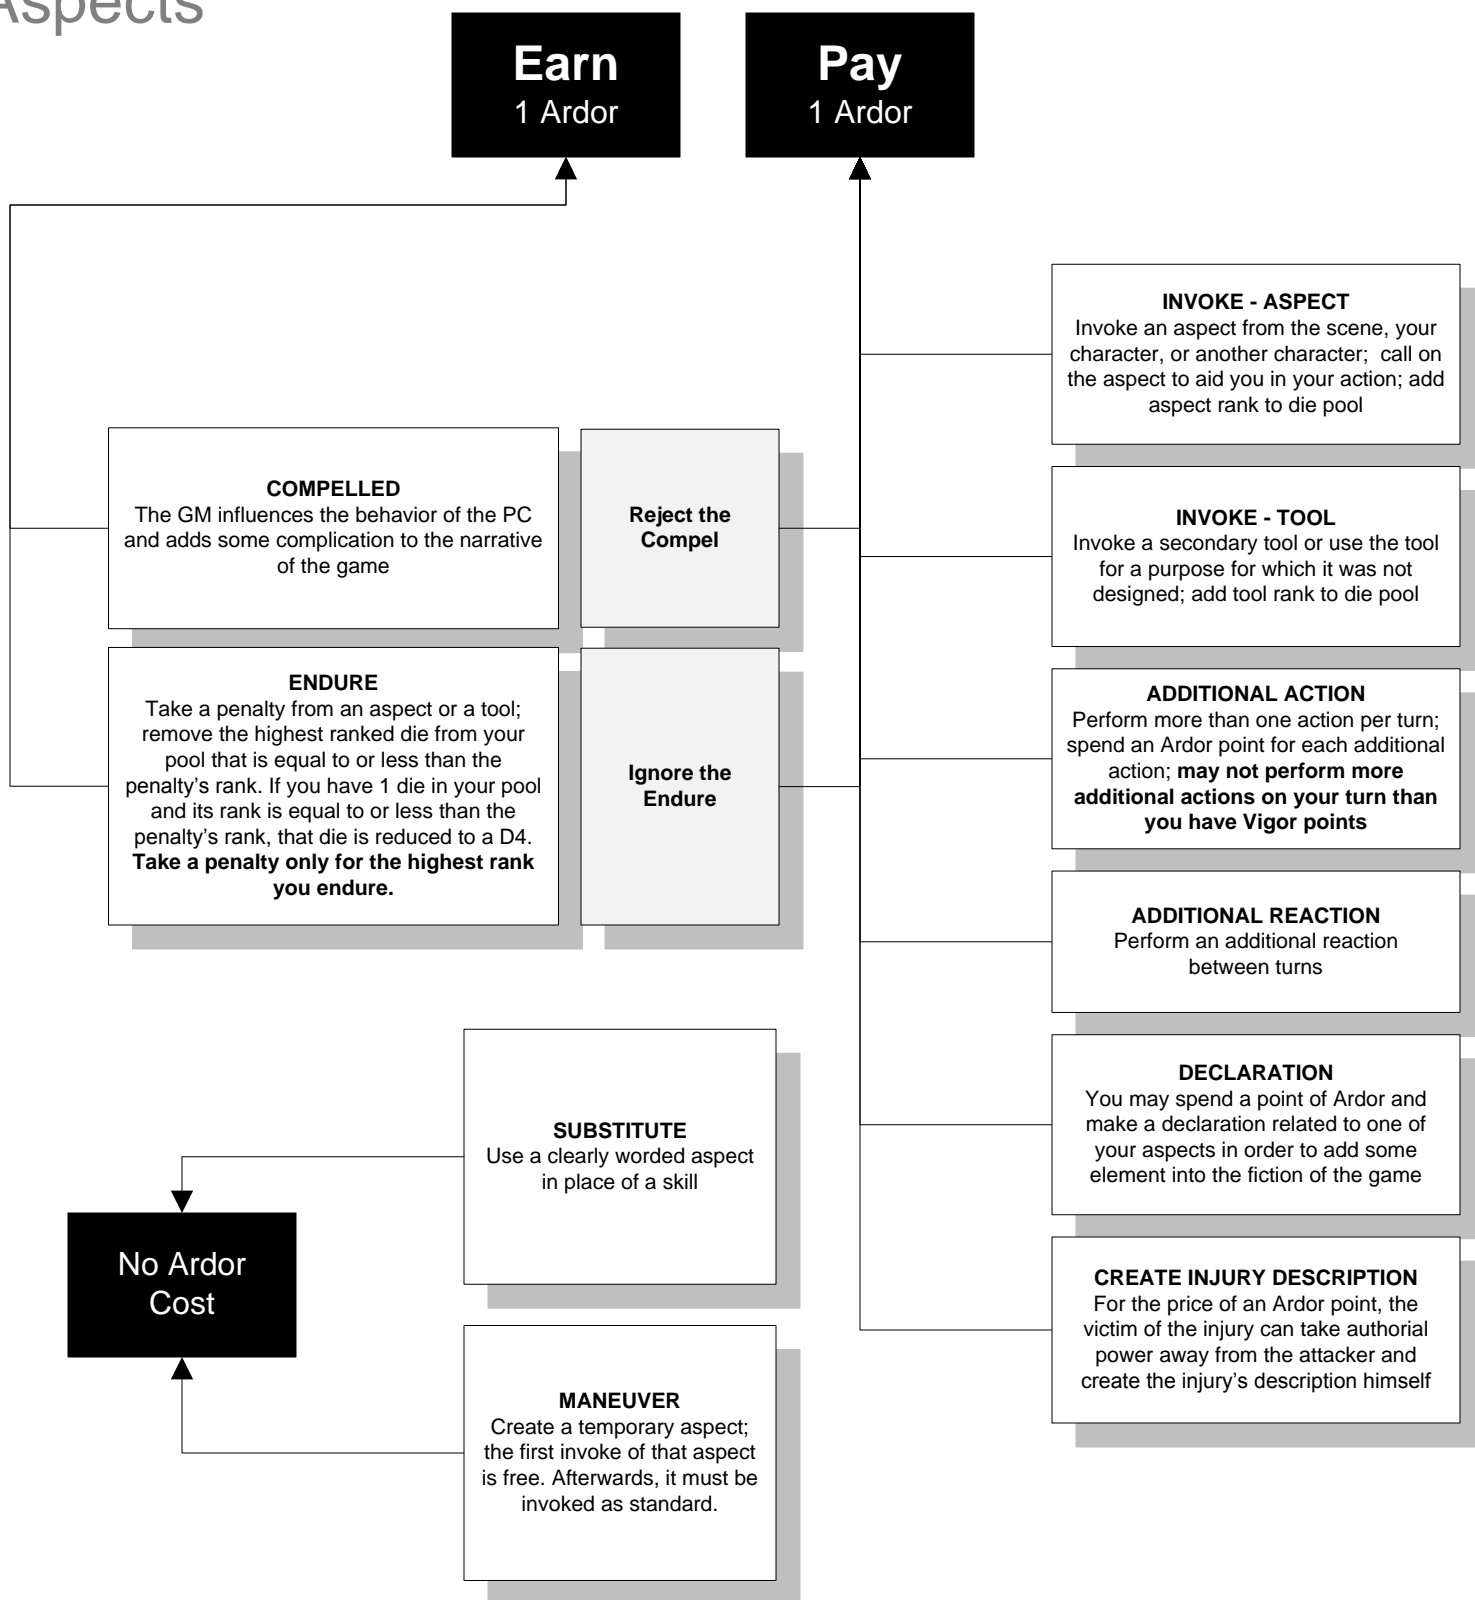 Aspects
Earn
1 Ardor
Pay
1 Ardor
INVOKE - ASPECT
Invoke an aspect from the scene, your
character, or another character;  call on
the aspect to aid you in your action; add
aspect rank to die pool
COMPELLED
The GM influences the behavior of the PC
and adds some complication to the narrative
of the game
Reject the
Compel
INVOKE - TOOL
Invoke a secondary tool or use the tool
for a purpose for which it was not
designed; add tool rank to die pool
ENDURE
Take a penalty from an aspect or a tool;
remove the highest ranked die from your
pool that is equal to or less than the
penalty’s rank. If you have 1 die in your pool
and its rank is equal to or less than the
penalty’s rank, that die is reduced to a D4.
Take a penalty only for the highest rank
you endure.
Ignore the
Endure
ADDITIONAL ACTION
Perform more than one action per turn;
spend an Ardor point for each additional
action; may not perform more
additional actions on your turn than
you have Vigor points
ADDITIONAL REACTION
Perform an additional reaction
between turns
DECLARATION
You may spend a point of Ardor and
make a declaration related to one of
your aspects in order to add some
element into the fiction of the game
SUBSTITUTE
Use a clearly worded aspect
in place of a skill
No Ardor
Cost
CREATE INJURY DESCRIPTION
For the price of an Ardor point, the
victim of the injury can take authorial
power away from the attacker and
create the injury’s description himself
MANEUVER
Create a temporary aspect;
the first invoke of that aspect
is free. Afterwards, it must be
invoked as standard.